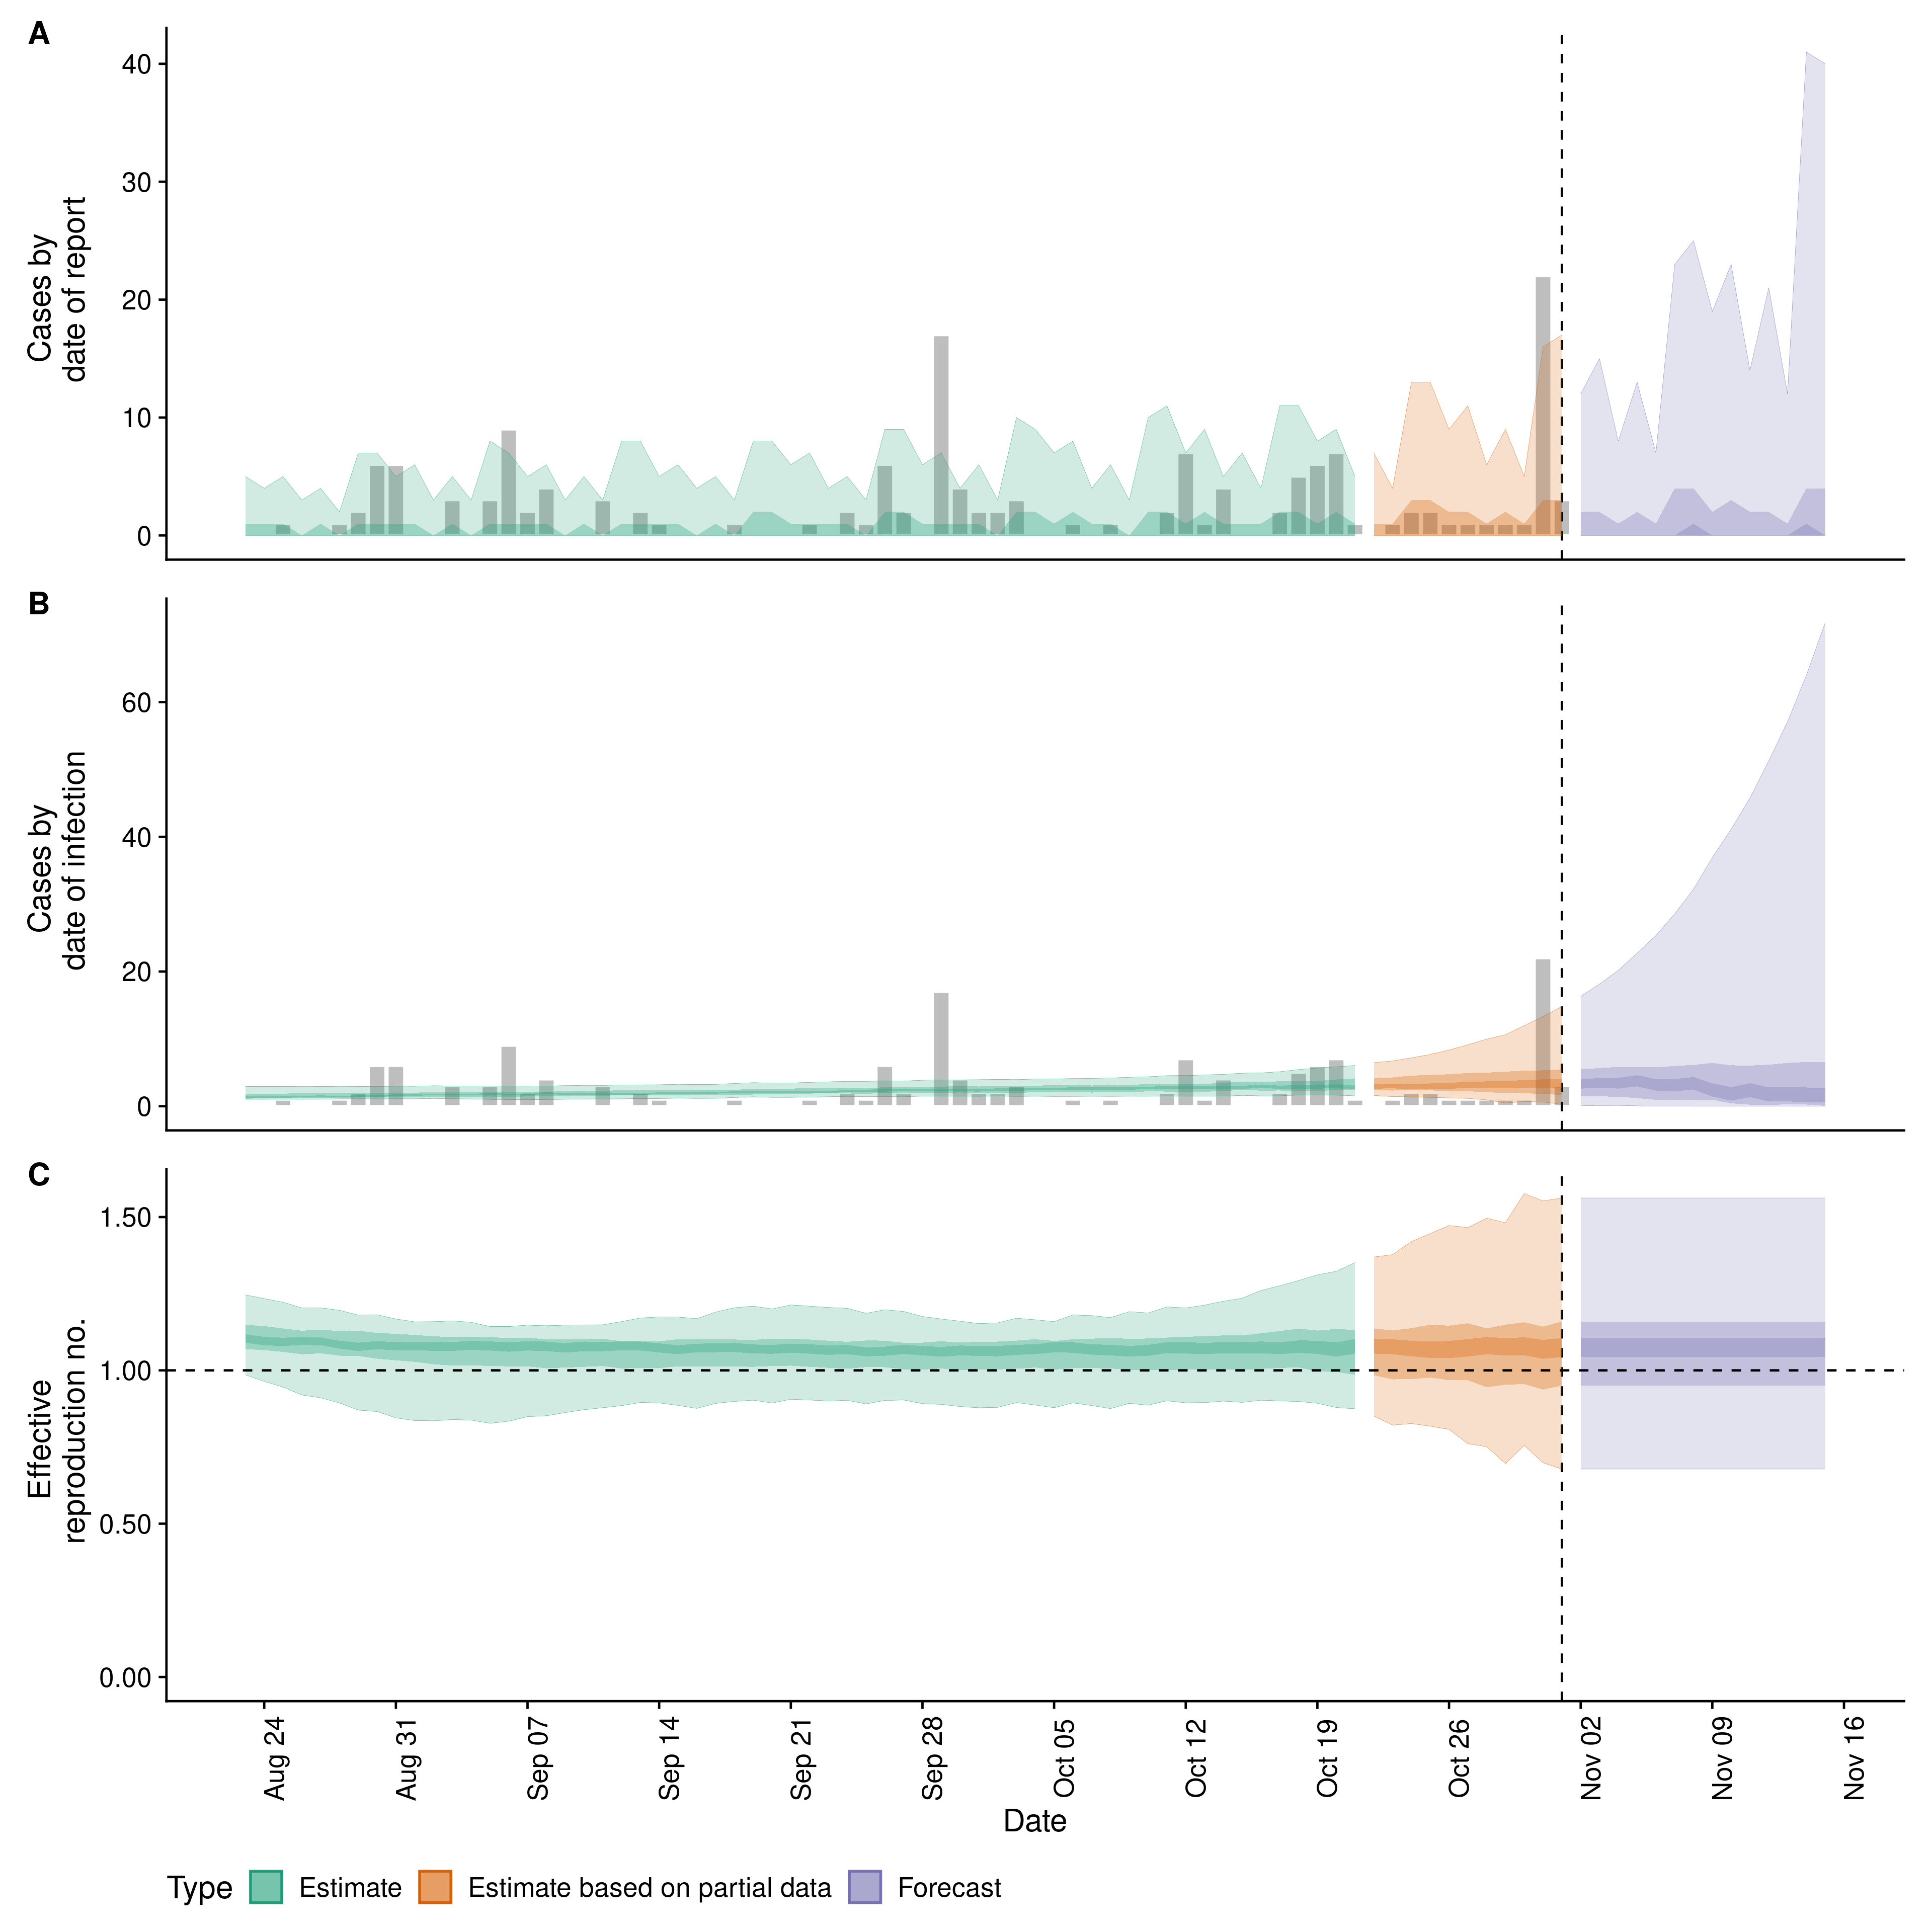 A
Cases by
date of report
40
30
20
10
0
B
Cases by
date of infection
60
40
20
0
C
Effective
reproduction no.
1.50
1.00
0.50
0.00
Aug 24
Aug 31
Sep 07
Sep 14
Sep 21
Sep 28
Oct 05
Oct 12
Oct 19
Oct 26
Nov 02
Nov 09
Nov 16
Date
Type Estimate Estimate based on partial data Forecast